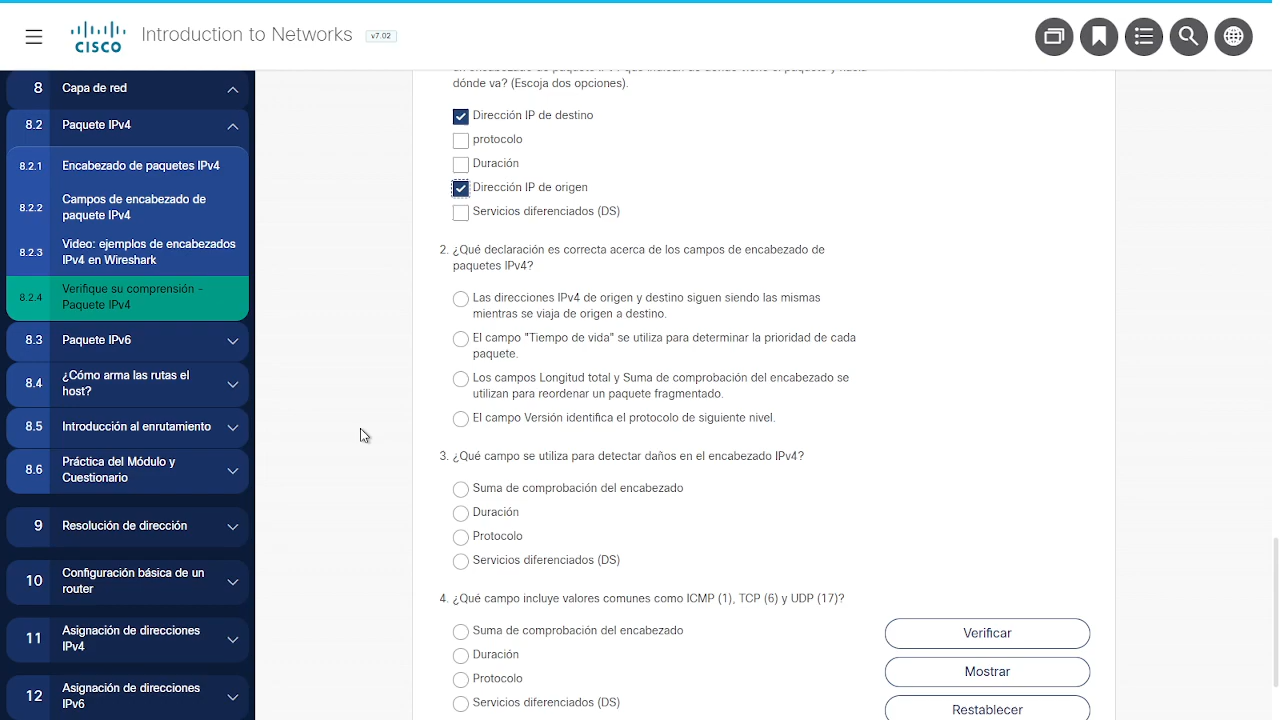 CISCO
Introduction to Networks
v7.02
8
Capa de red
8.2
Paquete IPv4
8.2.1
Encabezado de paquetes IPv4
8.2.2
Campos de encabezado de
paquete IPv4
8.2.3
Video: ejemplos de encabezados
IPv4 en Wireshark
8.2.4
Verifique su comprensión -
Paquete IPv4
8.3
Paquete IPv6
8.4
¿Cómo arma las rutas el
host?
8.5
Introducción al enrutamiento
8.6
Práctica del Módulo y
Cuestionario
9
Resolución de dirección
10
Configuración básica de un
router
11
Asignación de direcciones
IPv4
12
Asignación de direcciones
IPv6
dónde va? (Escoja dos opciones).
Dirección IP de destino
protocolo
Duración
Dirección IP de origen
Servicios diferenciados (DS)
2. ¿Qué declaración es correcta acerca de los campos de encabezado de
paquetes IPv4?
Las direcciones IPv4 de origen y destino siguen siendo las mismas
mientras se viaja de origen a destino.
El campo "Tiempo de vida" se utiliza para determinar la prioridad de cada
paquete.
Los campos Longitud total y Suma de comprobación del encabezado se
utilizan para reordenar un paquete fragmentado.
El campo Versión identifica el protocolo de siguiente nivel.
3. ¿Qué campo se utiliza para detectar daños en el encabezado IPv4?
Suma de comprobación del encabezado
Duración
Protocolo
Servicios diferenciados (DS)
4. ¿Qué campo incluye valores comunes como ICMP (1), TCP (6) y UDP (17)?
Suma de comprobación del encabezado
Duración
Protocolo
Servicios diferenciados (DS)
Verificar
Mostrar
Restablecer